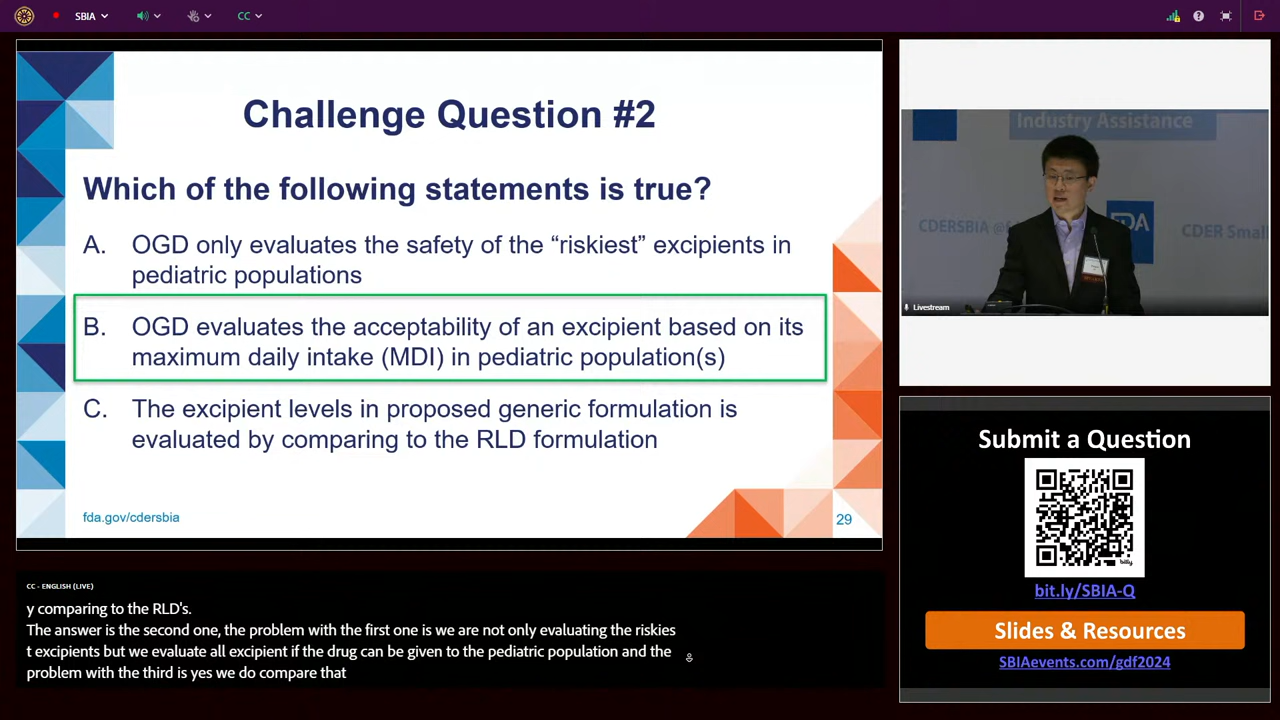 SBIA
CC
Challenge Question #2
Which of the following statements is true?
A. OGD only evaluates the safety of the “riskiest” excipients in
pediatric populations
B. OGD evaluates the acceptability of an excipient based on its
maximum daily intake (MDI) in pediatric population(s)
C. The excipient levels in proposed generic formulation is
evaluated by comparing to the RLD formulation
fda.gov/cdersbia
29
Industry Assistance
CDERSBIA
FDA
CDER Small
Livestream
Submit a Question
bitly
bit.ly/SBIA-Q
Slides & Resources
SBIAevents.com/gdf2024
CC - ENGLISH (LIVE)
y comparing to the RLD's.
The answer is the second one, the problem with the first one is we are not only evaluating the riskies
t excipients but we evaluate all excipient if the drug can be given to the pediatric population and the
problem with the third is yes we do compare that